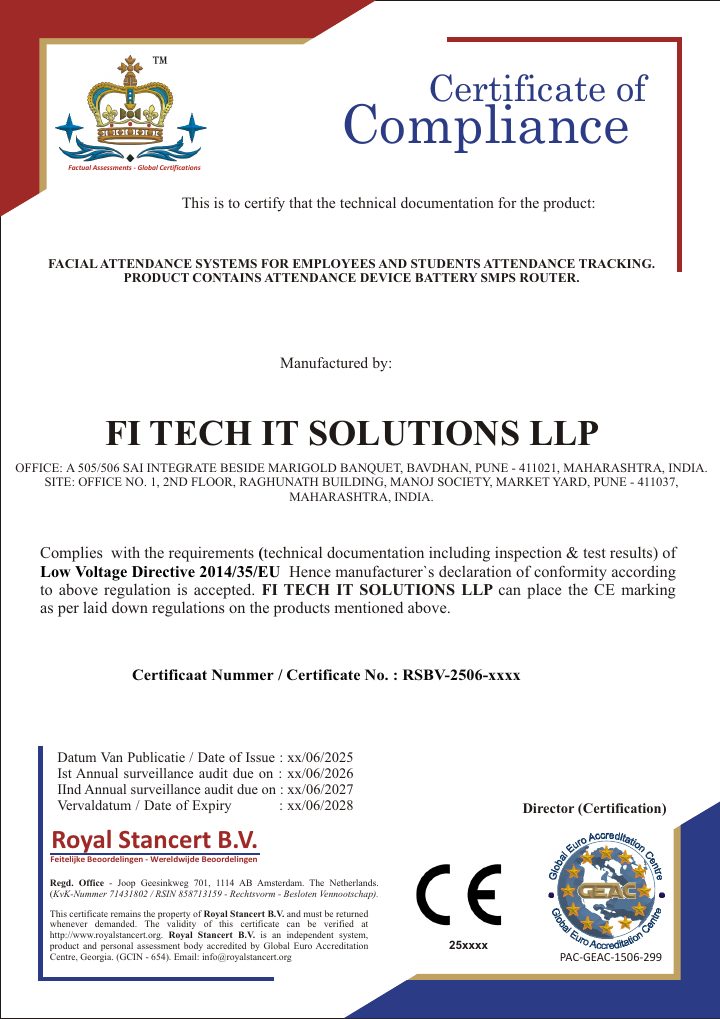 TM
Factual Assessments - Global Certifications
Certificate of
Compliance
This is to certify that the technical documentation for the product:
FACIAL ATTENDANCE SYSTEMS FOR EMPLOYEES AND STUDENTS ATTENDANCE TRACKING.
PRODUCT CONTAINS ATTENDANCE DEVICE BATTERY SMPS ROUTER.
Manufactured by:
FI TECH IT SOLUTIONS LLP
OFFICE: A 505/506 SAI INTEGRATE BESIDE MARIGOLD BANQUET, BAVDHAN, PUNE - 411021, MAHARASHTRA, INDIA.
SITE: OFFICE NO. 1, 2ND FLOOR, RAGHUNATH BUILDING, MANOJ SOCIETY, MARKET YARD, PUNE - 411037,
MAHARASHTRA, INDIA.
Complies with the requirements (technical documentation including inspection & test results) of
Low Voltage Directive 2014/35/EU Hence manufacturer`s declaration of conformity according
to above regulation is accepted. FI TECH IT SOLUTIONS LLP can place the CE marking
as per laid down regulations on the products mentioned above.
Certificaat Nummer / Certificate No. : RSBV-2506-xxxx
Datum Van Publicatie / Date of Issue : xx/06/2025
Ist Annual surveillance audit due on : xx/06/2026
IInd Annual surveillance audit due on : xx/06/2027
Vervaldatum / Date of Expiry : xx/06/2028
Director (Certification)
Royal Stancert B.V.
Feitelijke Beoordelingen - Wereldwijde Beoordelingen
Regd. Office - Joop Geesinkweg 701, 1114 AB Amsterdam. The Netherlands.
(KvK-Nummer 71431802 / RSIN 858713159 - Rechtsvorm - Besloten Vennootschap).
This certificate remains the property of Royal Stancert B.V. and must be returned
whenever demanded. The validity of this certificate can be verified at
http://www.royalstancert.org. Royal Stancert B.V. is an independent system,
product and personal assessment body accredited by Global Euro Accreditation
Centre, Georgia. (GCIN - 654). Email: info@royalstancert.org
CE
25xxxx
Global Euro Accreditation Centre
GEAC
Global Euro Accreditation Centre
PAC-GEAC-1506-299